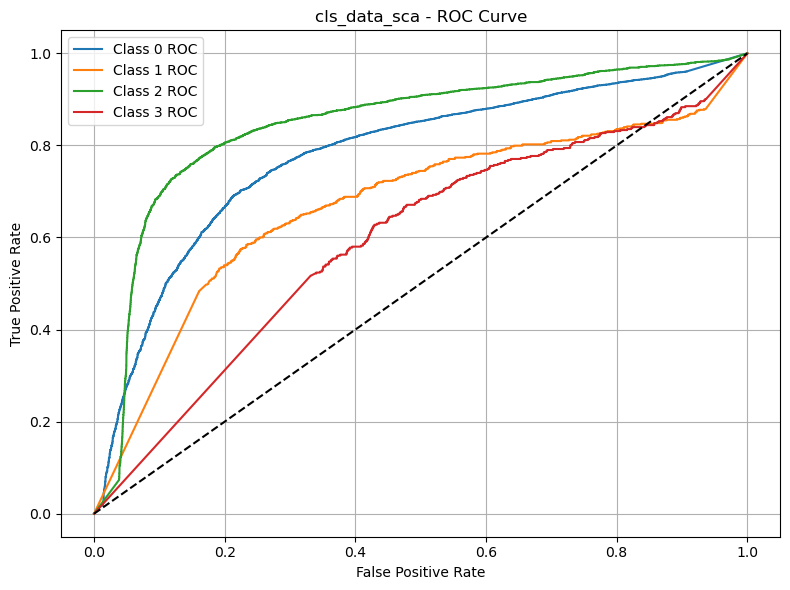 cls_data_sca - ROC Curve
Class 0 ROC
Class 1 ROC
Class 2 ROC
Class 3 ROC
True Positive Rate
1.0
0.8
0.6
0.4
0.2
0.0
0.0 0.2 0.4 0.6 0.8 1.0
False Positive Rate